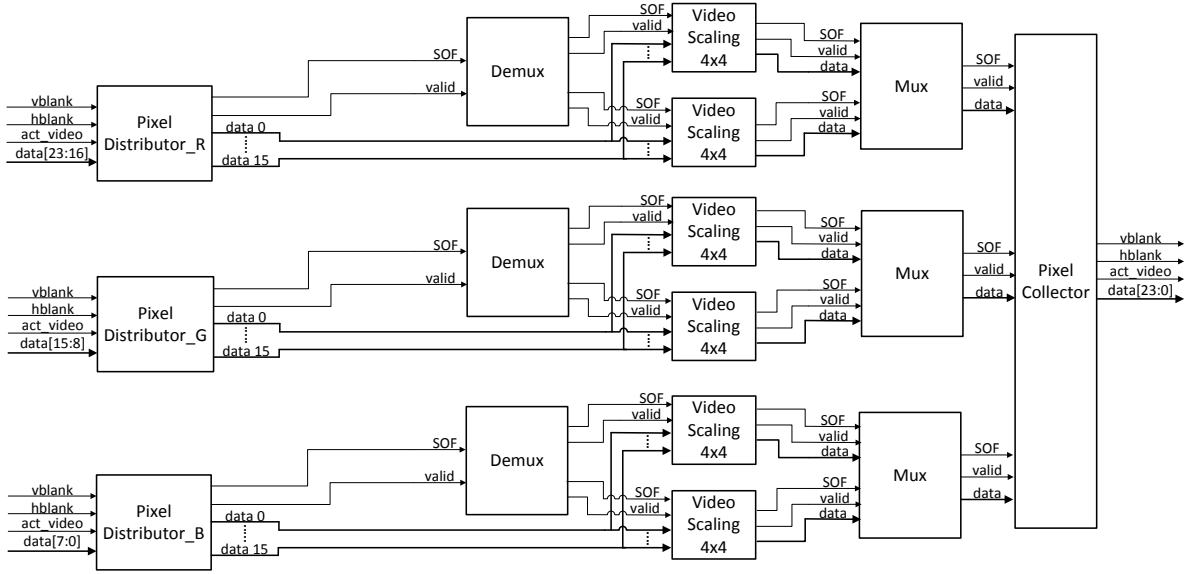 SOF
valid
Video
Scaling
4x4
SOF
valid
data
SOF
valid
Demux
SOF
valid
Video
Scaling
4x4
SOF
valid
data
Mux
SOF
valid
data
vblank
hblank
act_video
data[23:16]
Pixel
Distributor_R
data 0
data 15
SOF
valid
Video
Scaling
4x4
SOF
valid
data
SOF
valid
Demux
SOF
valid
Video
Scaling
4x4
SOF
valid
data
Mux
SOF
valid
data
vblank
hblank
act_video
data[15:8]
Pixel
Distributor_G
data 0
data 15
Pixel
Collector
vblank
hblank
act_video
data[23:0]
SOF
valid
Video
Scaling
4x4
SOF
valid
data
SOF
valid
Demux
SOF
valid
Video
Scaling
4x4
SOF
valid
data
Mux
SOF
valid
data
vblank
hblank
act_video
data[7:0]
Pixel
Distributor_B
data 0
data 15